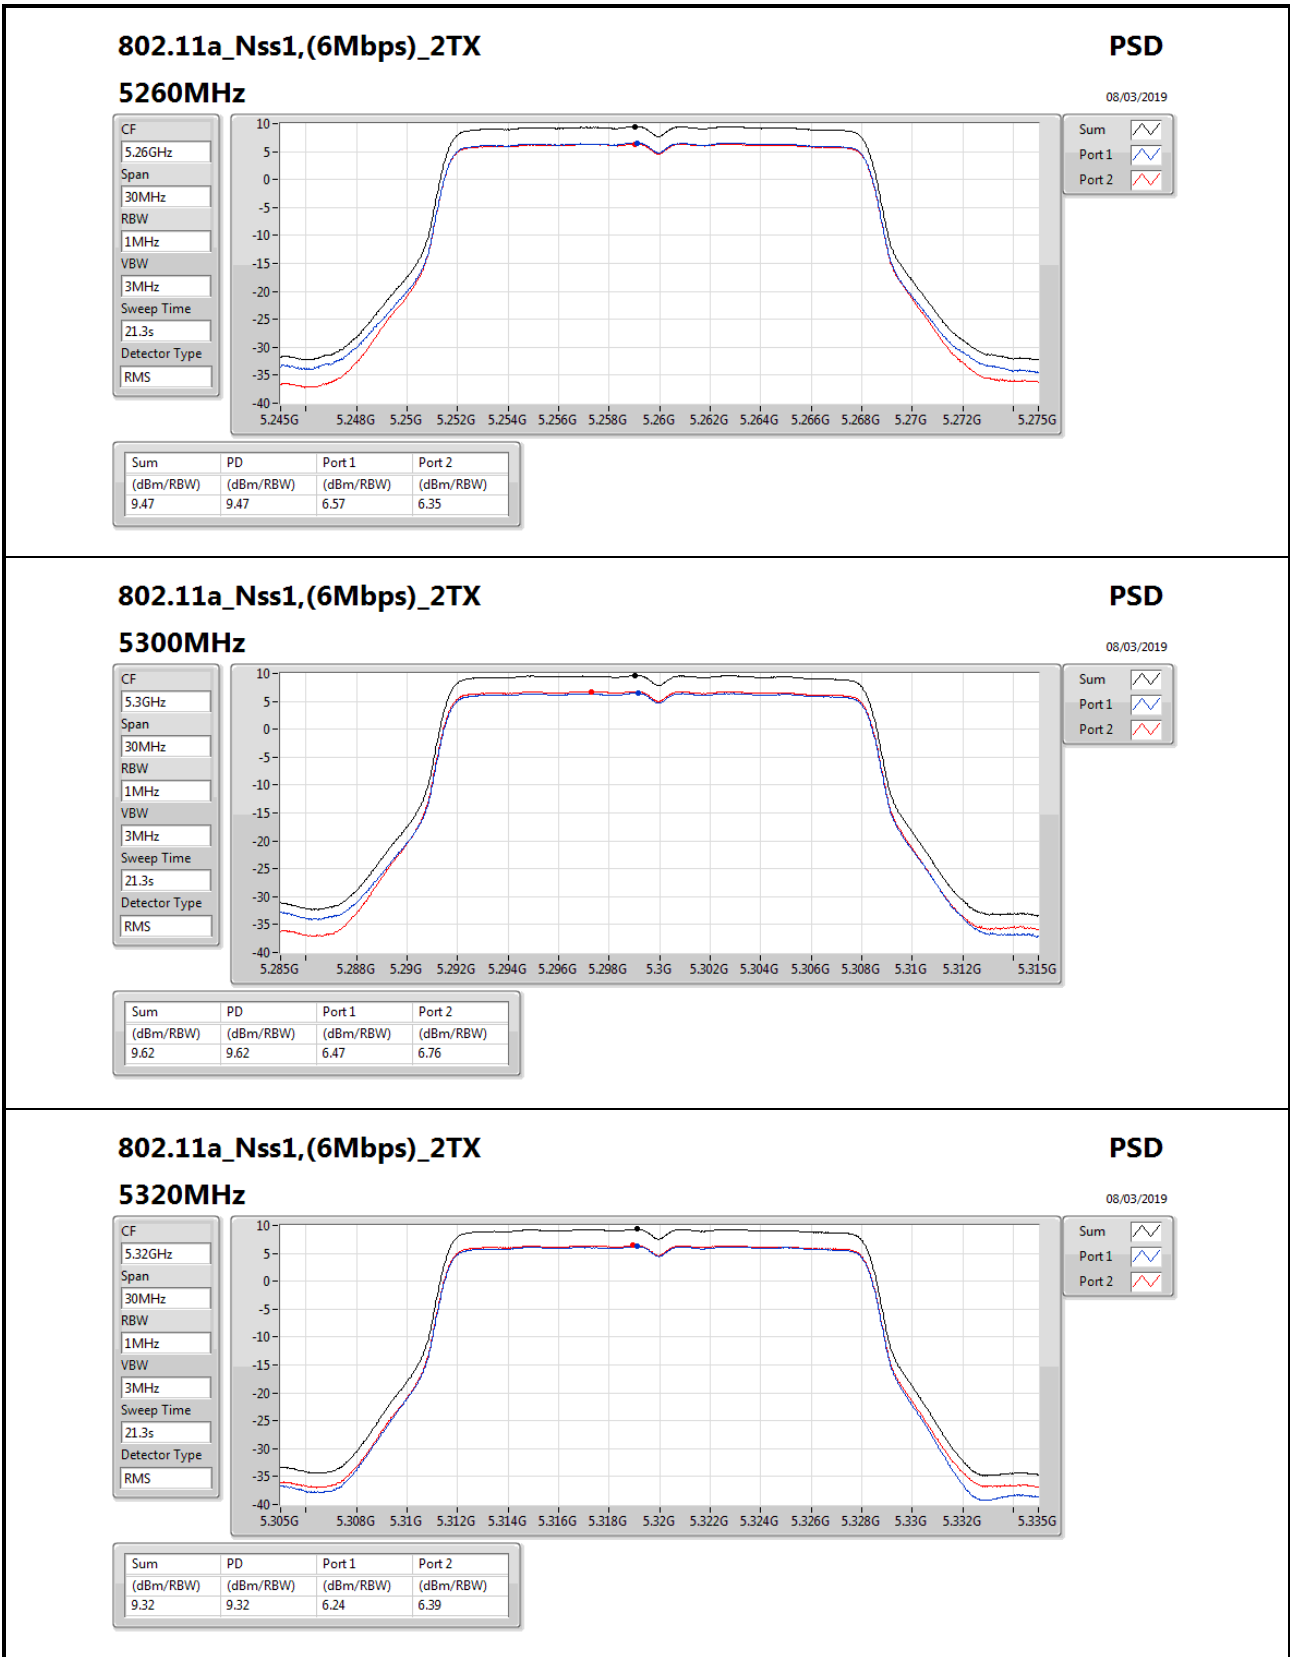 802.11a_Nss1,(6Mbps)_2TX PSD
5260MHz 08/03/2019
CF
5.26GHz
Span
30MHz
RBW
1MHz
VBW
3MHz
Sweep Time
21.3s
Detector Type
RMS
10
5
0
-5
-10
-15
-20
-25
-30
-35
-40
5.245G 5.248G 5.25G 5.252G 5.254G 5.256G 5.258G 5.26G 5.262G 5.264G 5.266G 5.268G 5.27G 5.272G 5.275G
Sum
Port 1
Port 2
Sum PD Port 1 Port 2
(dBm/RBW) (dBm/RBW) (dBm/RBW) (dBm/RBW)
9.47 9.47 6.57 6.35
802.11a_Nss1,(6Mbps)_2TX PSD
5300MHz 08/03/2019
CF
5.3GHz
Span
30MHz
RBW
1MHz
VBW
3MHz
Sweep Time
21.3s
Detector Type
RMS
10
5
0
-5
-10
-15
-20
-25
-30
-35
-40
5.285G 5.288G 5.29G 5.292G 5.294G 5.296G 5.298G 5.3G 5.302G 5.304G 5.306G 5.308G 5.31G 5.312G 5.315G
Sum
Port 1
Port 2
Sum PD Port 1 Port 2
(dBm/RBW) (dBm/RBW) (dBm/RBW) (dBm/RBW)
9.62 9.62 6.47 6.76
802.11a_Nss1,(6Mbps)_2TX PSD
5320MHz 08/03/2019
CF
5.32GHz
Span
30MHz
RBW
1MHz
VBW
3MHz
Sweep Time
21.3s
Detector Type
RMS
10
5
0
-5
-10
-15
-20
-25
-30
-35
-40
5.305G 5.308G 5.31G 5.312G 5.314G 5.316G 5.318G 5.32G 5.322G 5.324G 5.326G 5.328G 5.33G 5.332G 5.335G
Sum
Port 1
Port 2
Sum PD Port 1 Port 2
(dBm/RBW) (dBm/RBW) (dBm/RBW) (dBm/RBW)
9.32 9.32 6.24 6.39